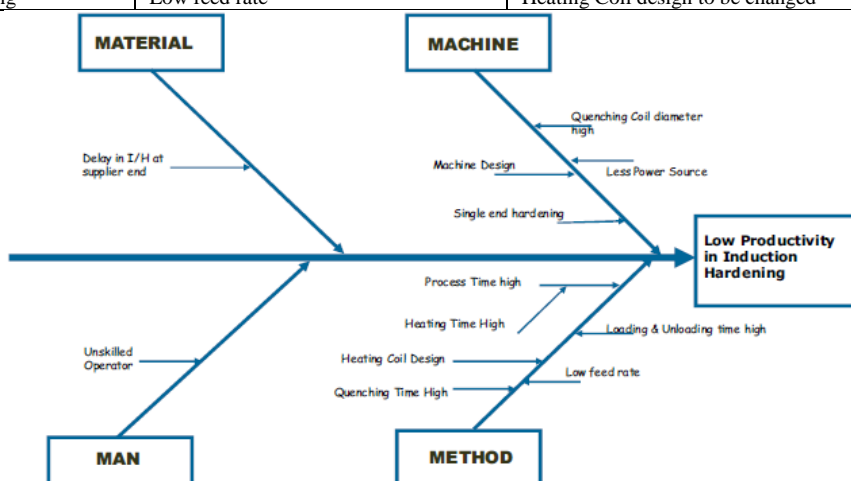 Low feed rate
Heating Coil design to be changed
MATERIAL
MACHINE
Quenching Coil diameter
high
Delay in I/H at
supplier end
Machine Design
Less Power Source
Single end hardening
Low Productivity
in Induction
Hardening
Process Time high
Heating Time High
Loading & Unloading time high
Unskilled
Operator
Heating Coil Design
Low feed rate
Quenching Time High
MAN
METHOD